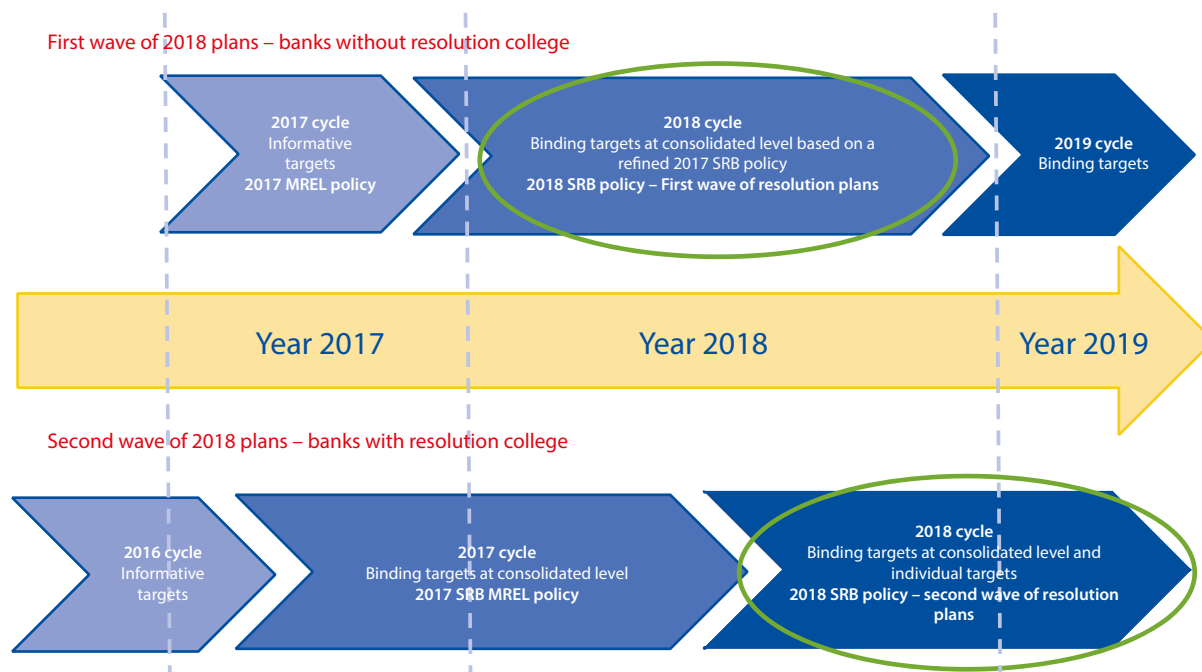 First wave of 2018 plans – banks without resolution college
2017 cycle
Informative
targets
2017 MREL policy
2018 cycle
Binding targets at consolidated level based on a
refined 2017 SRB policy
2018 SRB policy – First wave of resolution plans
2019 cycle
Binding targets
Year 2017
Year 2018
Year 2019
Second wave of 2018 plans – banks with resolution college
2016 cycle
Informative
targets
2017 cycle
Binding targets at consolidated level
2017 SRB MREL policy
2018 cycle
Binding targets at consolidated level and
individual targets
2018 SRB policy – second wave of resolution
plans